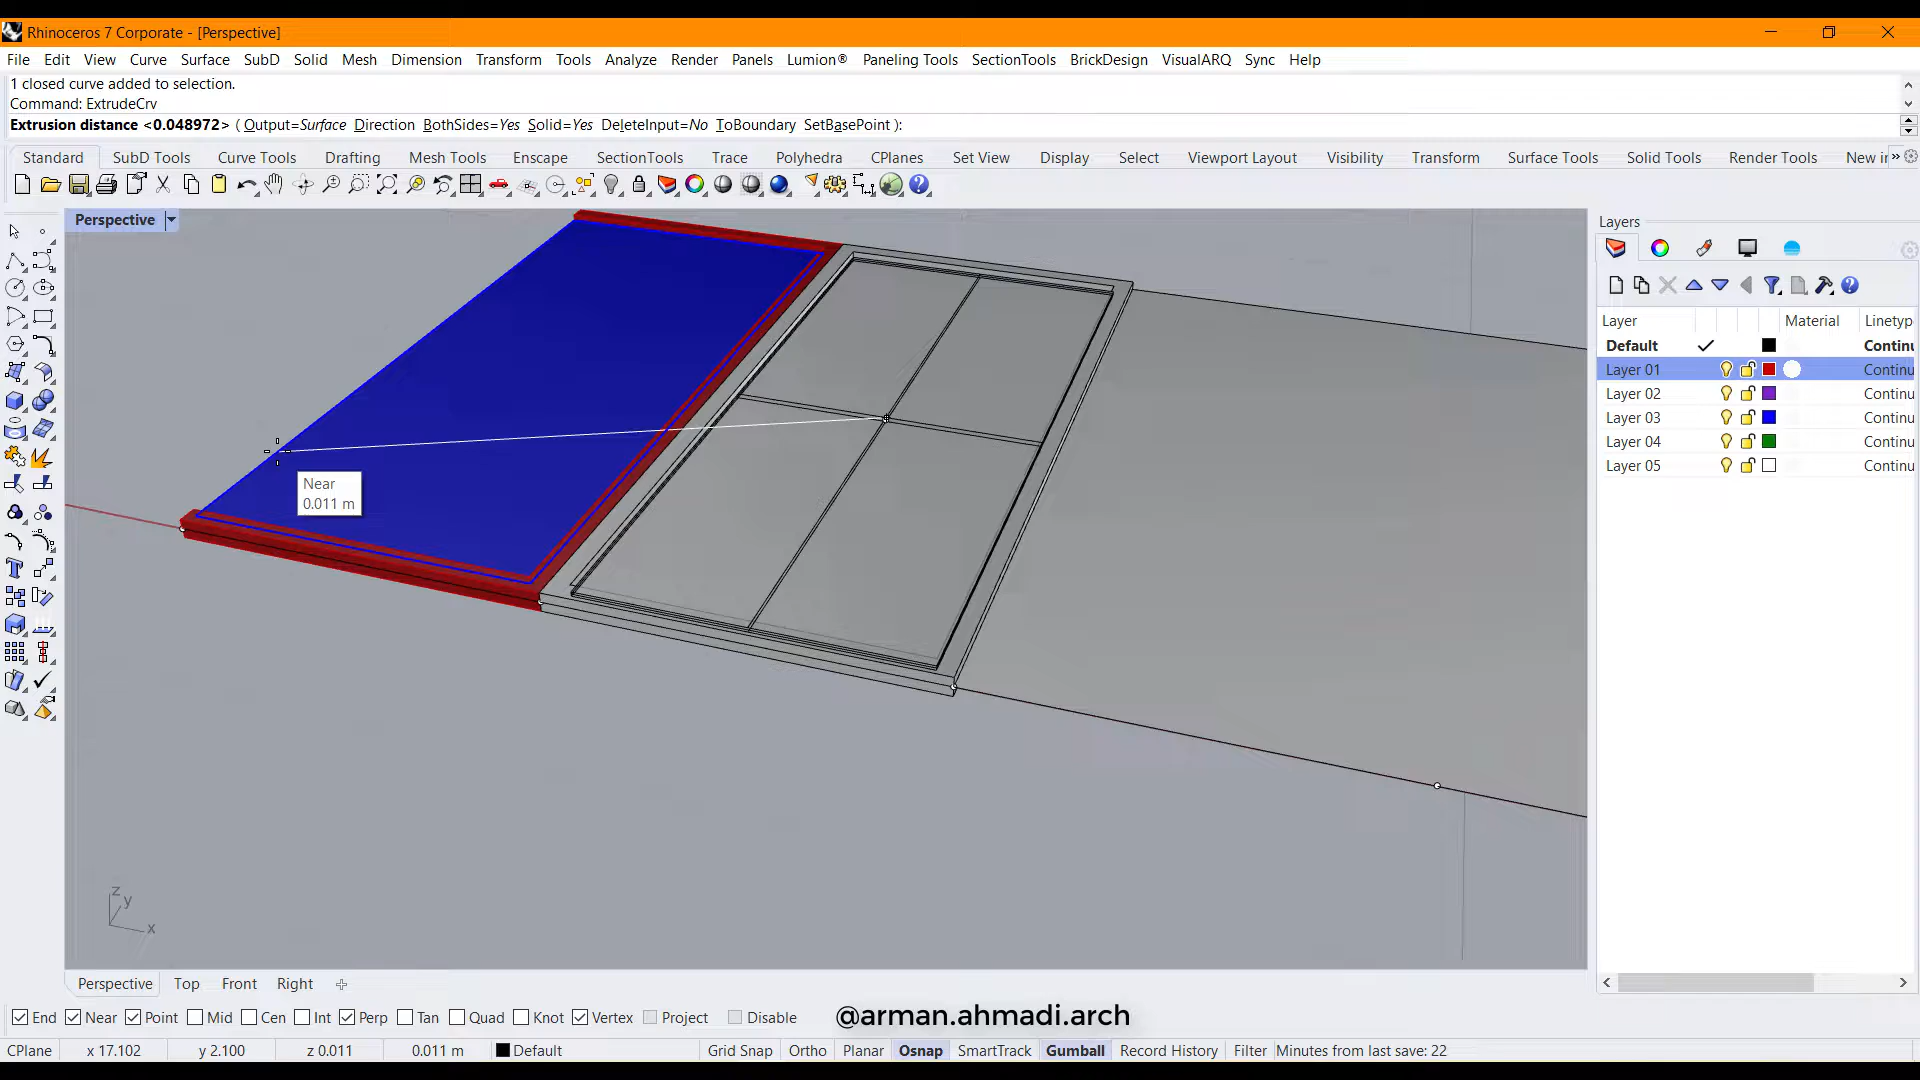 Rhinoceros 7 Corporate - [Perspective]
File Edit View Curve Surface SubD Solid Mesh Dimension Transform Tools Analyze Render Panels Lumion® Paneling Tools SectionTools BrickDesign VisualARQ Sync Help
1 closed curve added to selection.
Command: ExtrudeCrv
Extrusion distance <0.048972> ( Output=Surface Direction BothSides=Yes Solid=Yes DeleteInput=No ToBoundary SetBasePoint ):
Standard SubD Tools Curve Tools Drafting Mesh Tools Enscape SectionTools Trace Polyhedra CPlanes Set View Display Select Viewport Layout Visibility Transform Surface Tools Solid Tools Render Tools New in »
Perspective
Layers
Layer Material Linetyp
Default Continu
Layer 01 Continu
Layer 02 Continu
Layer 03 Continu
Layer 04 Continu
Layer 05 Continu
Near
0.011 m
z
y
x
Perspective Top Front Right
End Near Point Mid Cen Int Perp Tan Quad Knot Vertex Project Disable
@arman.ahmadi.arch
CPlane x 17.102 y 2.100 z 0.011 0.011 m Default Grid Snap Ortho Planar Osnap SmartTrack Gumball Record History Filter Minutes from last save: 22